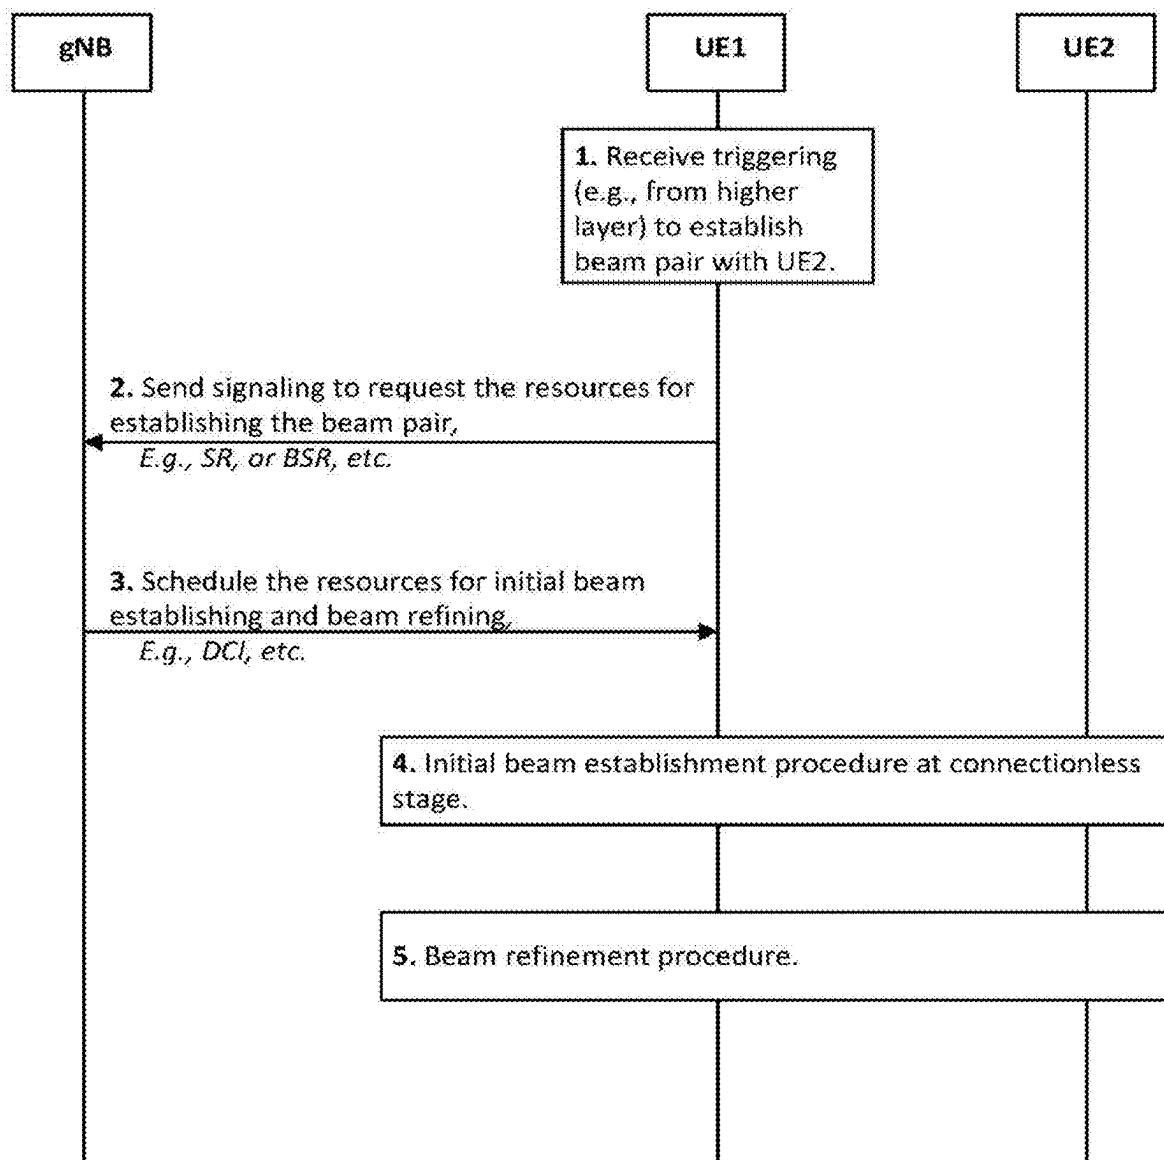 gNB
UE1
UE2
1. Receive triggering
(e.g., from higher
layer) to establish
beam pair with UE2.
2. Send signaling to request the resources for
establishing the beam pair,
E.g., SR, or BSR, etc.
3. Schedule the resources for initial beam
establishing and beam refining,
E.g., DCI, etc.
4. Initial beam establishment procedure at connectionless
stage.
5. Beam refinement procedure.